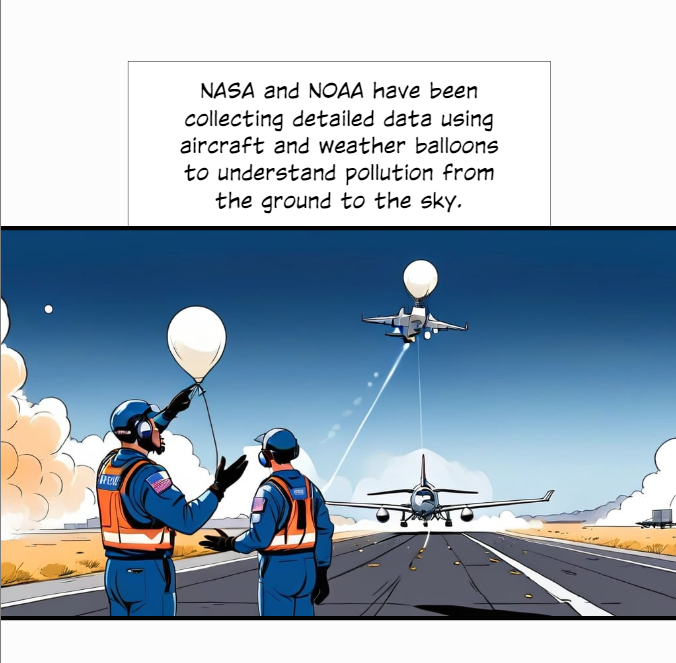 NASA and NOAA have been
collecting detailed data using
aircraft and weather balloons
to understand pollution from
the ground to the sky.